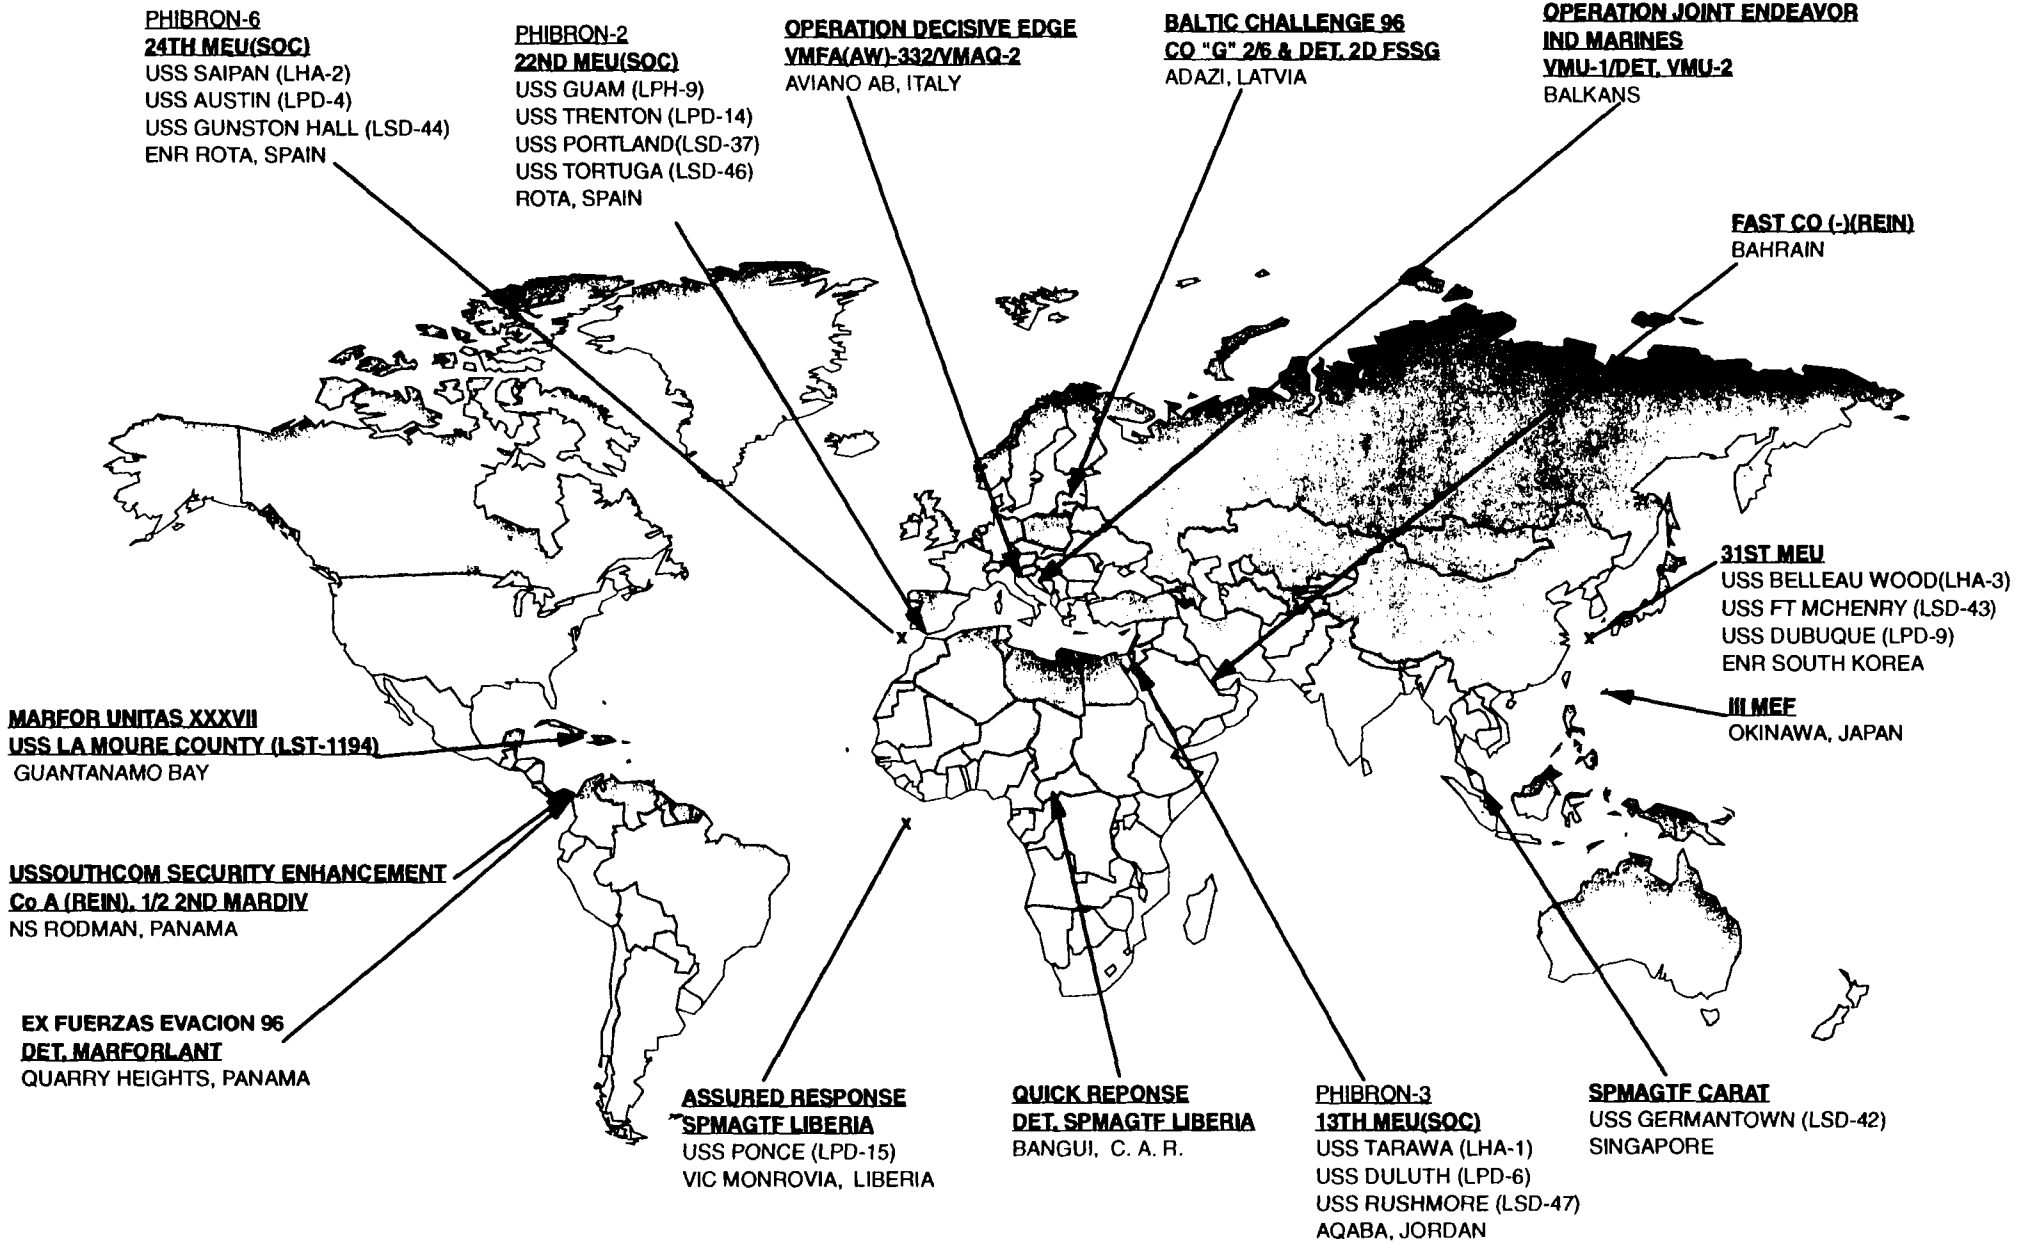 PHIBRON-6
24TH MEU(SOC)
USS SAIPAN (LHA-2)
USS AUSTIN (LPD-4)
USS GUNSTON HALL (LSD-44)
ENR ROTA, SPAIN
PHIBRON-2
22ND MEU(SOC)
USS GUAM (LPH-9)
USS TRENTON (LPD-14)
USS PORTLAND(LSD-37)
USS TORTUGA (LSD-46)
ROTA, SPAIN
OPERATION DECISIVE EDGE
VMFA(AW)-332/VMAQ-2
AVIANO AB, ITALY
BALTIC CHALLENGE 96
CO "G" 2/6 & DET, 2D FSSG
ADAZI, LATVIA
OPERATION JOINT ENDEAVOR
IND MARINES
VMU-1/DET, VMU-2
BALKANS
FAST CO (-)(REIN)
BAHRAIN
31ST MEU
USS BELLEAU WOOD(LHA-3)
USS FT MCHENRY (LSD-43)
USS DUBUQUE (LPD-9)
ENR SOUTH KOREA
III MEF
OKINAWA, JAPAN
MARFOR UNITAS XXXVII
USS LA MOURE COUNTY (LST-1194)
GUANTANAMO BAY
USSOUTHCOM SECURITY ENHANCEMENT
Co A (REIN), 1/2 2ND MARDIV
NS RODMAN, PANAMA
EX FUERZAS EVACION 96
DET, MARFORLANT
QUARRY HEIGHTS, PANAMA
ASSURED RESPONSE
SPMAGTF LIBERIA
USS PONCE (LPD-15)
VIC MONROVIA, LIBERIA
QUICK REPONSE
DET, SPMAGTF LIBERIA
BANGUI, C. A. R.
PHIBRON-3
13TH MEU(SOC)
USS TARAWA (LHA-1)
USS DULUTH (LPD-6)
USS RUSHMORE (LSD-47)
AQABA, JORDAN
SPMAGTF CARAT
USS GERMANTOWN (LSD-42)
SINGAPORE
x
x
x